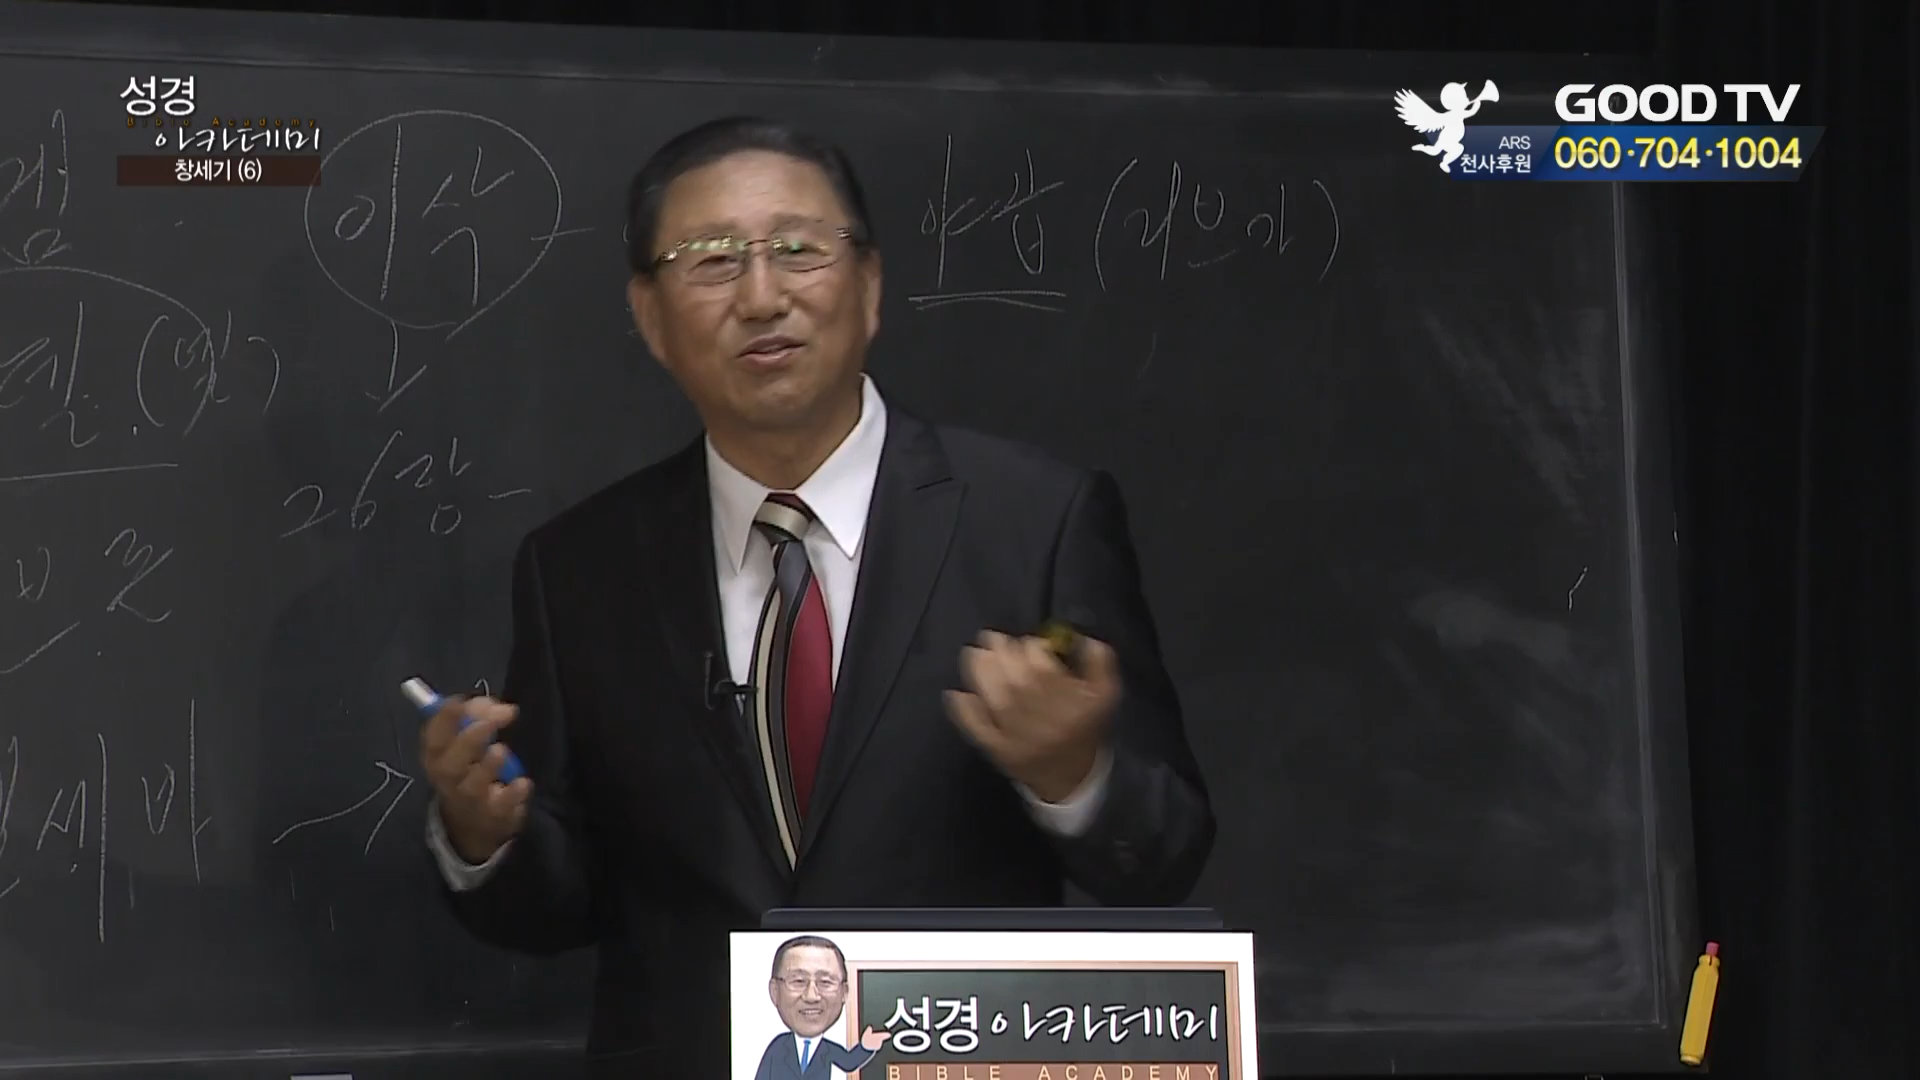 성경
Bible Academy
아카데미
창세기 (6)
GOOD TV
ARS
천사후원
060·704·1004
이삭
야곱 (리브가)
26장 -
성경 아카데미
BIBLE ACADEMY